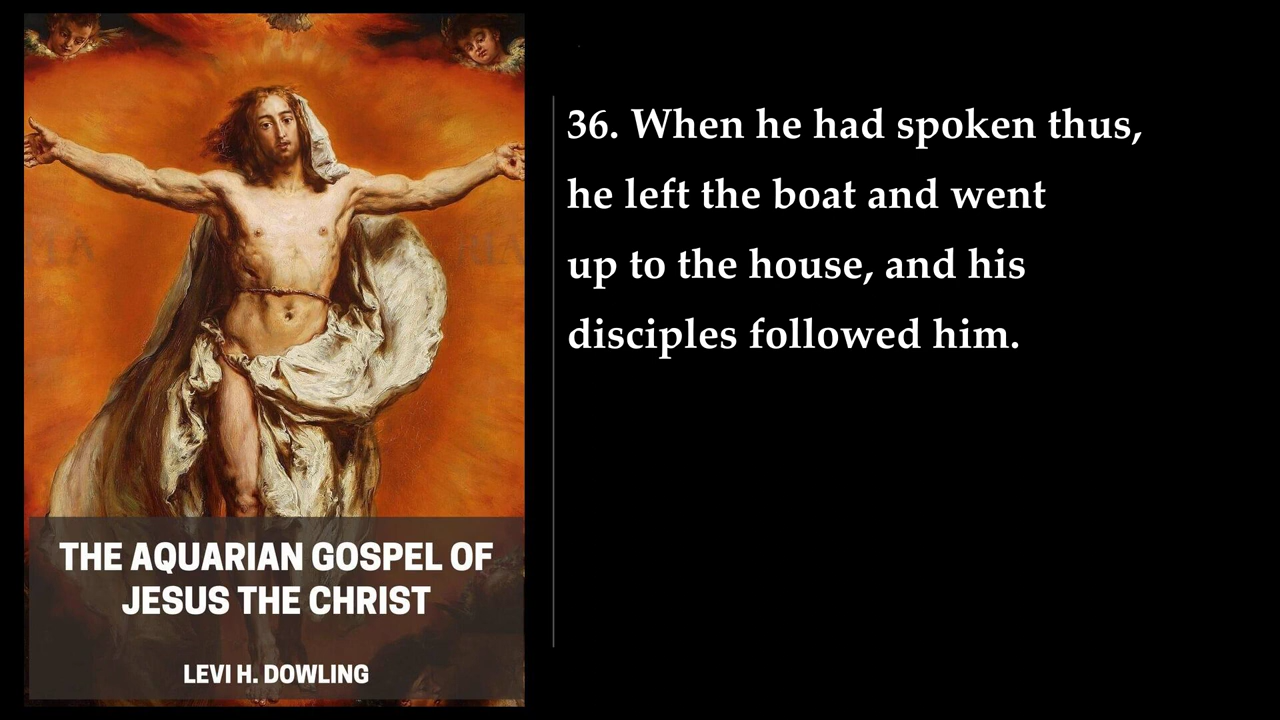 THE AQUARIAN GOSPEL OF
JESUS THE CHRIST
LEVI H. DOWLING
36. When he had spoken thus,
he left the boat and went
up to the house, and his
disciples followed him.